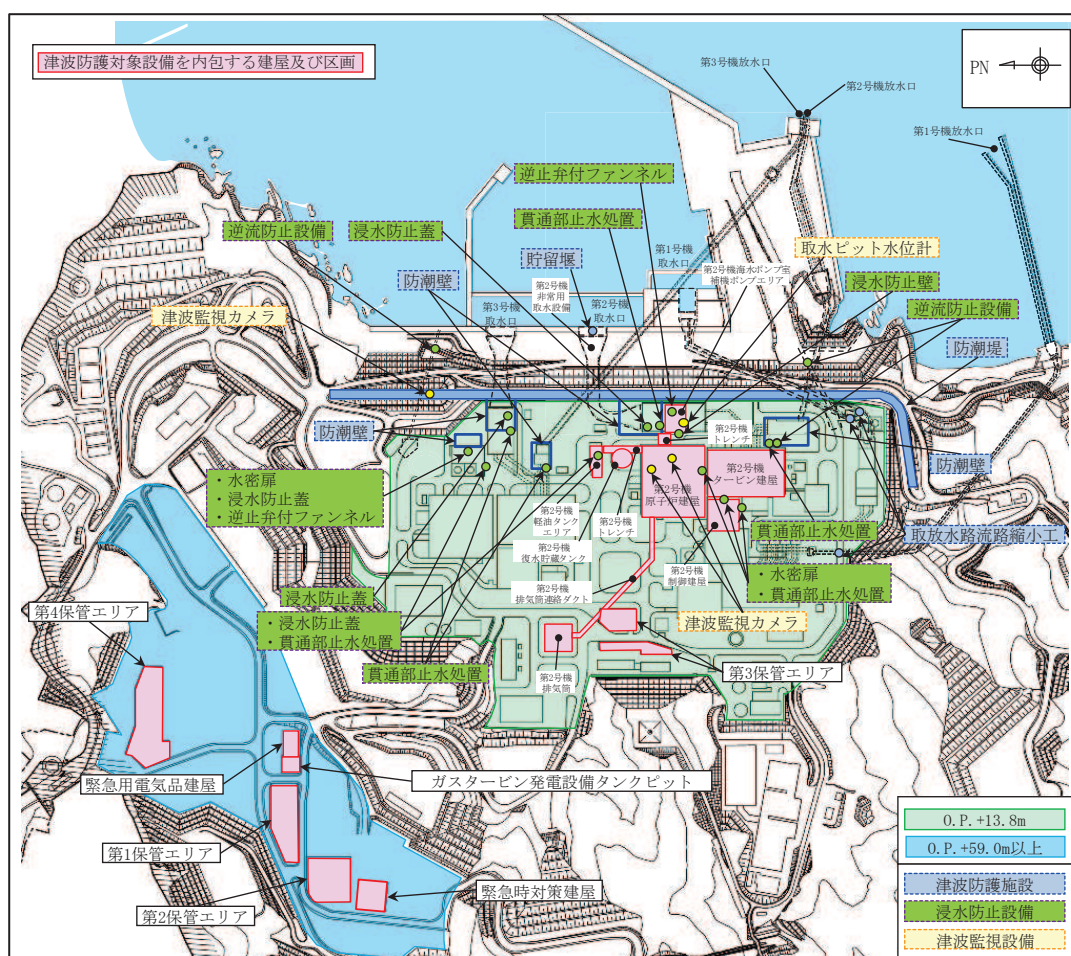 津波防護対象設備を内包する建屋及び区画
PN
第3号機放水口
第2号機放水口
第1号機放水口
逆止弁付ファンネル
貫通部止水処置
逆流防止設備
浸水防止蓋
第1号機
取水口
取水ピット水位計
貯留堰
第2号機海水ポンプ室
補機ポンプエリア
浸水防止壁
防潮壁
第2号機
非常用
取水設備
第3号機
取水口
第2号機
取水口
逆流防止設備
津波監視カメラ
防潮堤
防潮壁
第2号機
トレンチ
防潮壁
・水密扉
・浸水防止蓋
・逆止弁付ファンネル
第2号機
原子炉建屋
第2号機
タービン建屋
第2号機
軽油タンク
エリア
第2号機
トレンチ
貫通部止水処置
取放水路流路縮小工
第2号機
復水貯蔵タンク
第2号機
制御建屋
・水密扉
・貫通部止水処置
第2号機
排気筒連絡ダクト
浸水防止蓋
第4保管エリア
・浸水防止蓋
・貫通部止水処置
津波監視カメラ
貫通部止水処置
第2号機
排気筒
第3保管エリア
緊急用電気品建屋
ガスタービン発電設備タンクピット
第1保管エリア
第2保管エリア
緊急時対策建屋
O.P.+13.8m
O.P.+59.0m以上
津波防護施設
浸水防止設備
津波監視設備